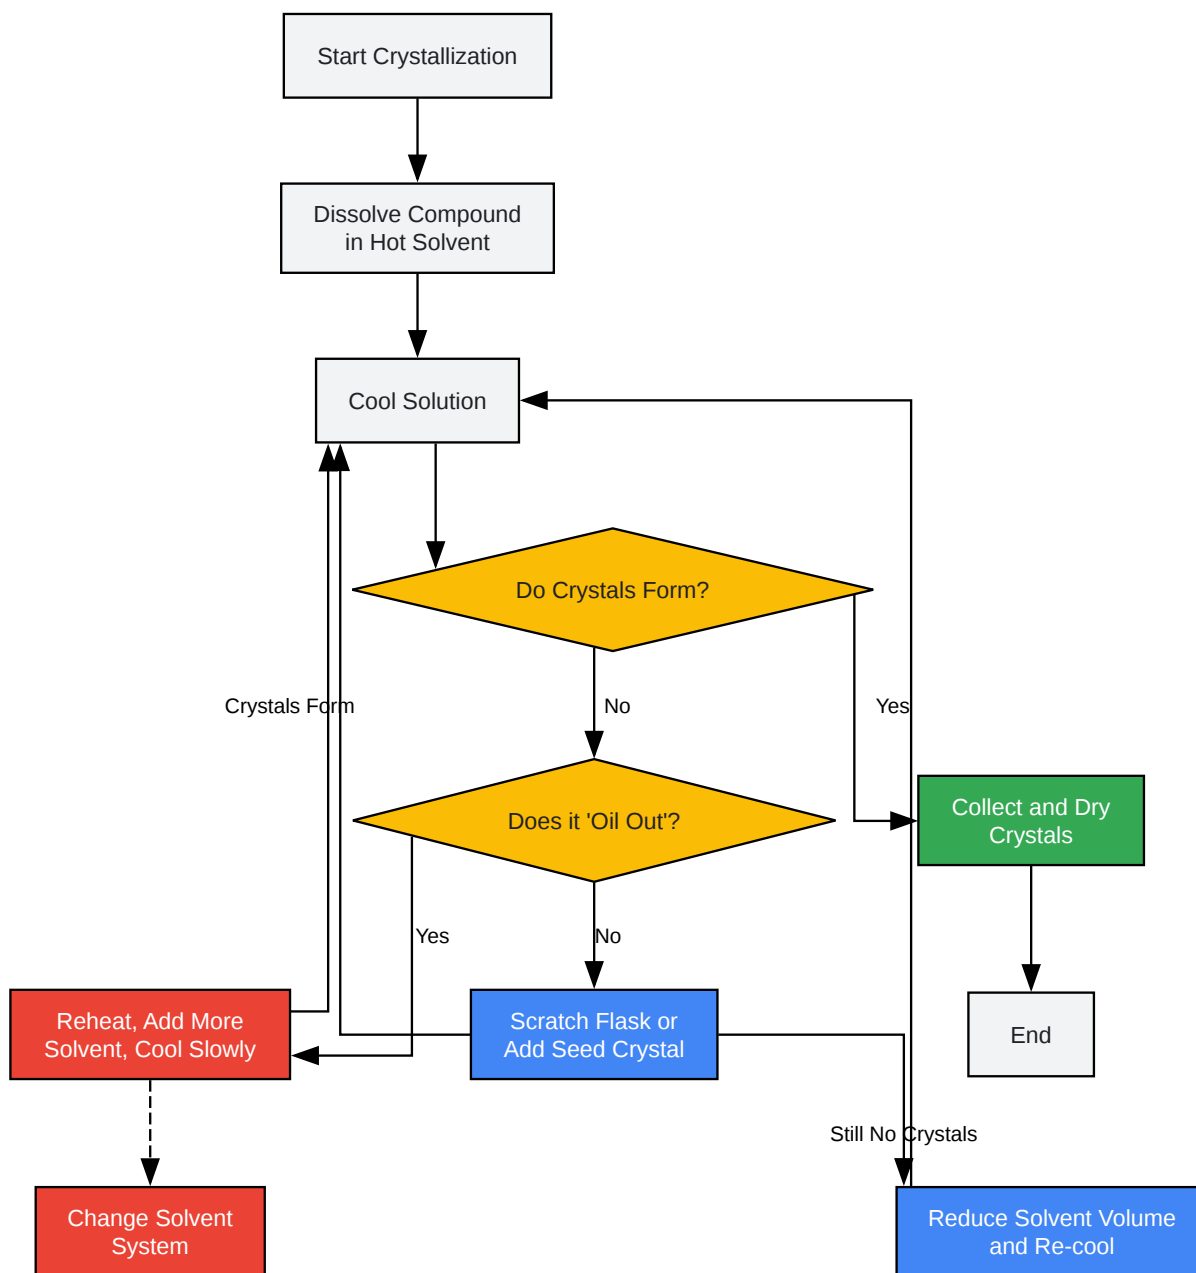 Start Crystallization
Dissolve Compound
in Hot Solvent
Cool Solution
Do Crystals Form?
Crystals Form
No
Yes
Does it 'Oil Out'?
Collect and Dry
Crystals
Yes
No
Reheat, Add More
Solvent, Cool Slowly
Scratch Flask or
Add Seed Crystal
End
Still No Crystals
Change Solvent
System
Reduce Solvent Volume
and Re-cool